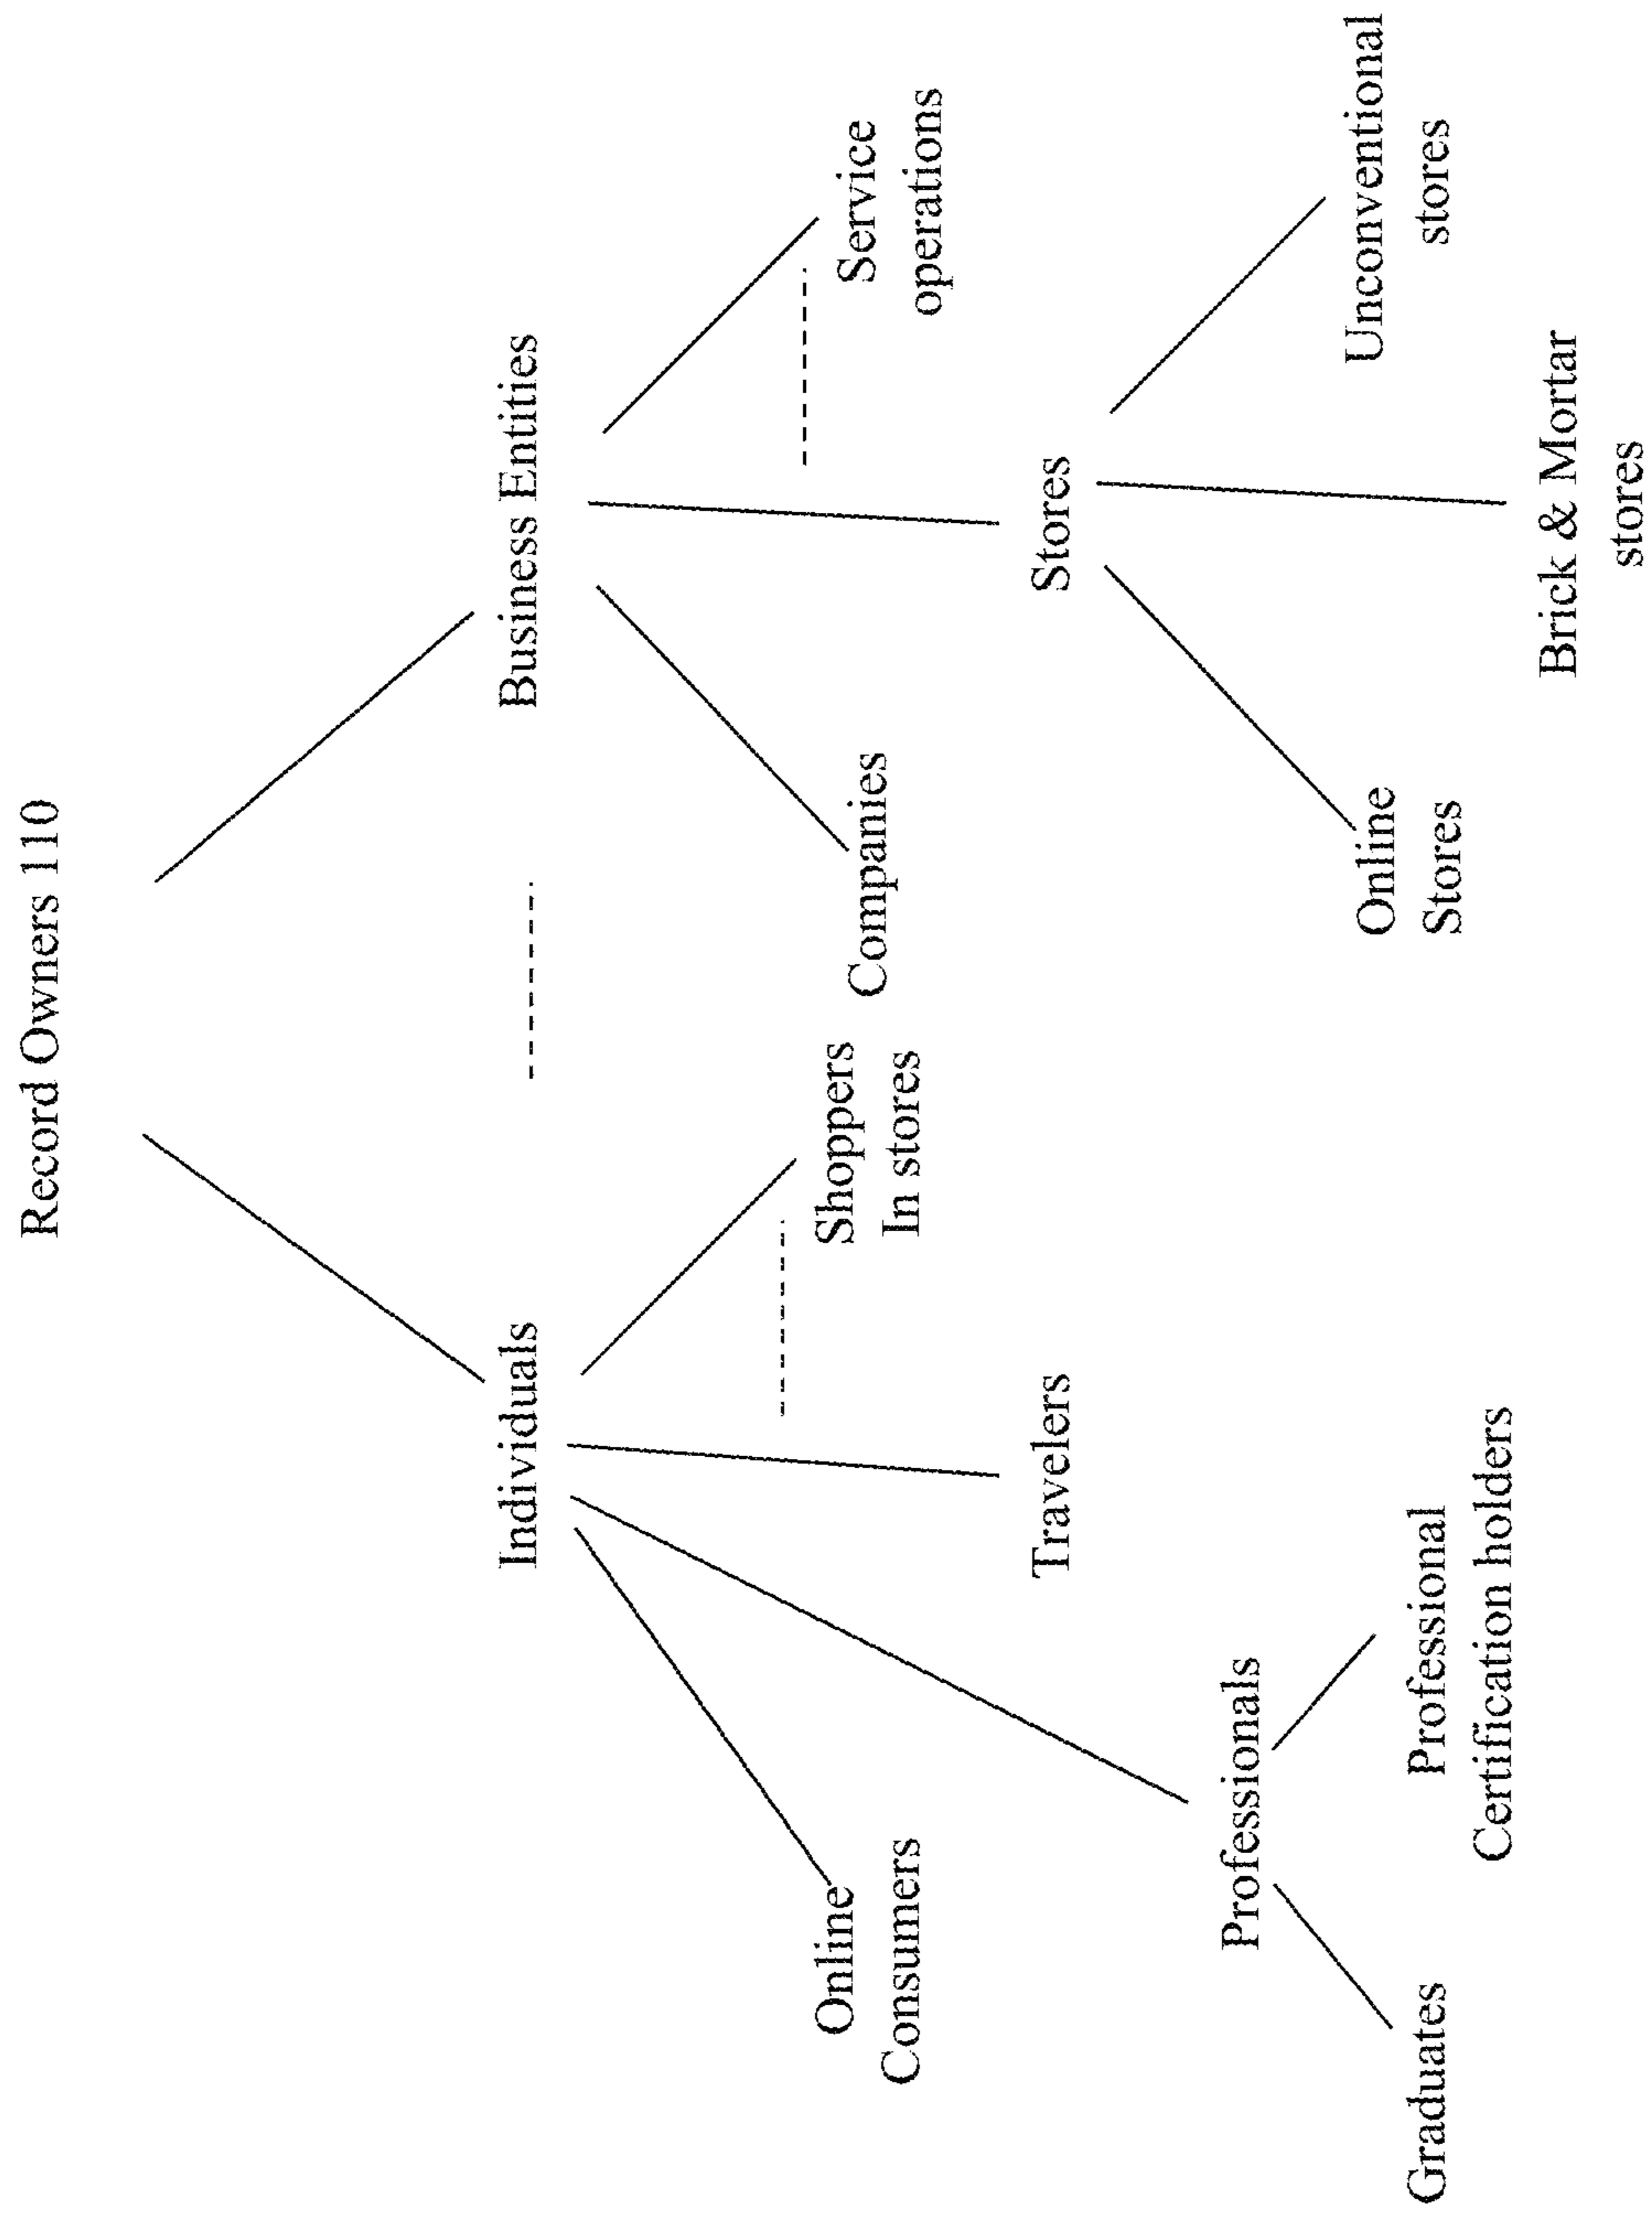 Record Owners 110
Individuals
Business Entities
Online
Consumers
Shoppers
In stores
Companies
Service
operations
Travelers
Stores
Professionals
Graduates
Professional
Certification holders
Online
Stores
Unconventional
stores
Brick & Mortar
stores